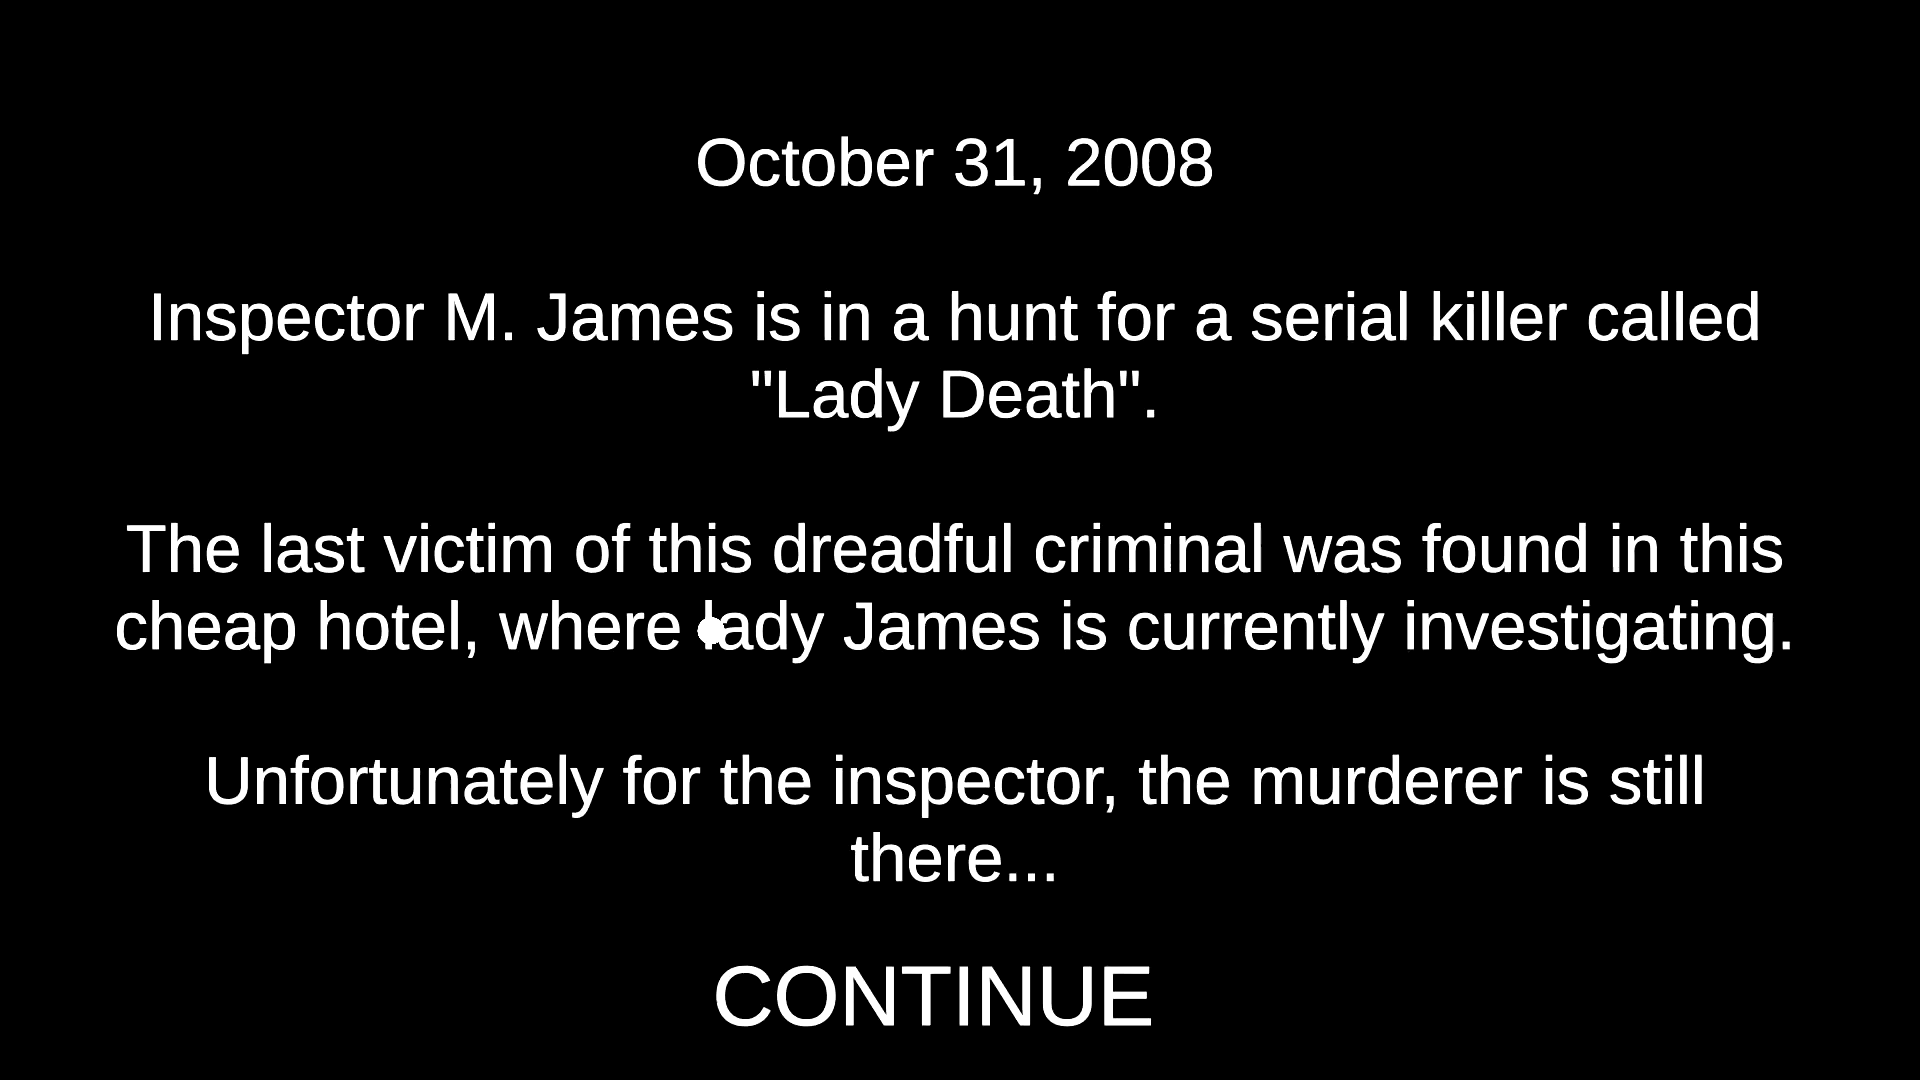 October 31, 2008
Inspector M. James is in a hunt for a serial killer called
"Lady Death".
The last victim of this dreadful criminal was found in this
cheap hotel, where lady James is currently investigating.
Unfortunately for the inspector, the murderer is still
there...
CONTINUE